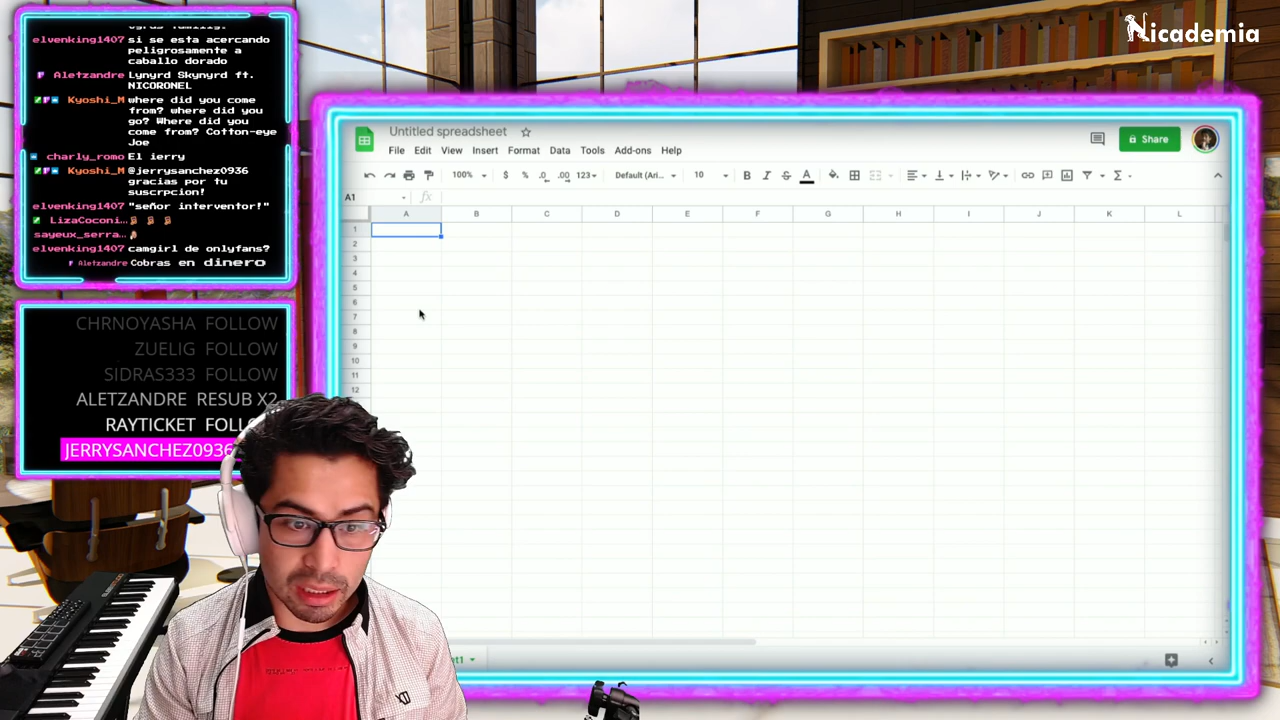 elvenking1407 si se esta acercando
peligrosamente a
caballo dorado
Aletzandre Lynyrd Skynyrd ft.
NICORONEL
Kyoshi_M where did you come
from? where did you
go? Where did you
come from? Cotton-eye
Joe
charly_romo El ierry
Kyoshi_M @jerrysanchez0936
gracias por tu
suscrpcion!
elvenking1407 "señor interventor!"
LizaCoconi...
sayeux_serra...
elvenking1407 camgirl de onlyfans?
Aletzandre Cobras en dinero
CHRNOYASHA FOLLOW
ZUELIG FOLLOW
SIDRAS333 FOLLOW
ALETZANDRE RESUB X2
RAYTICKET
JERRYSANCHEZ0936
Nicademia
Untitled spreadsheet
Share
File Edit View Insert Format Data Tools Add-ons Help
100% $ % .0 .00 123 Default (Ari... 10 B I S A Σ
A1 fx
A B C D E F G H I J K L
1
2
3
4
5
6
7
8
9
10
11
12